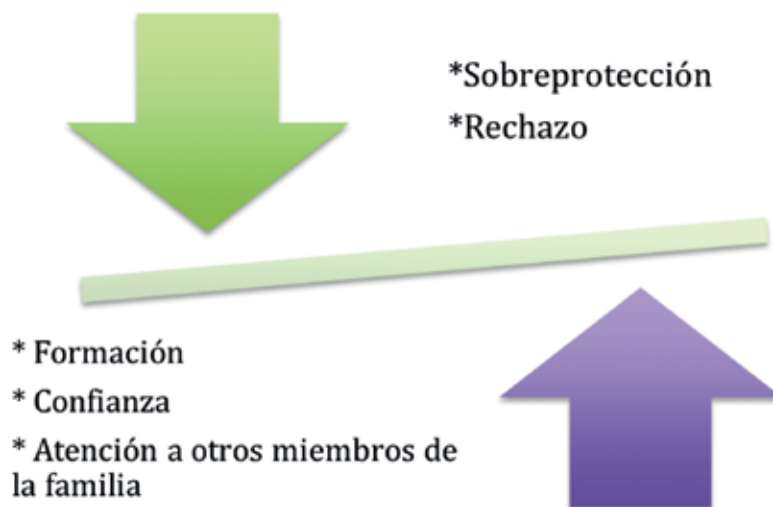 *Sobreprotección
*Rechazo
* Formación
* Confianza
* Atención a otros miembros de
la familia